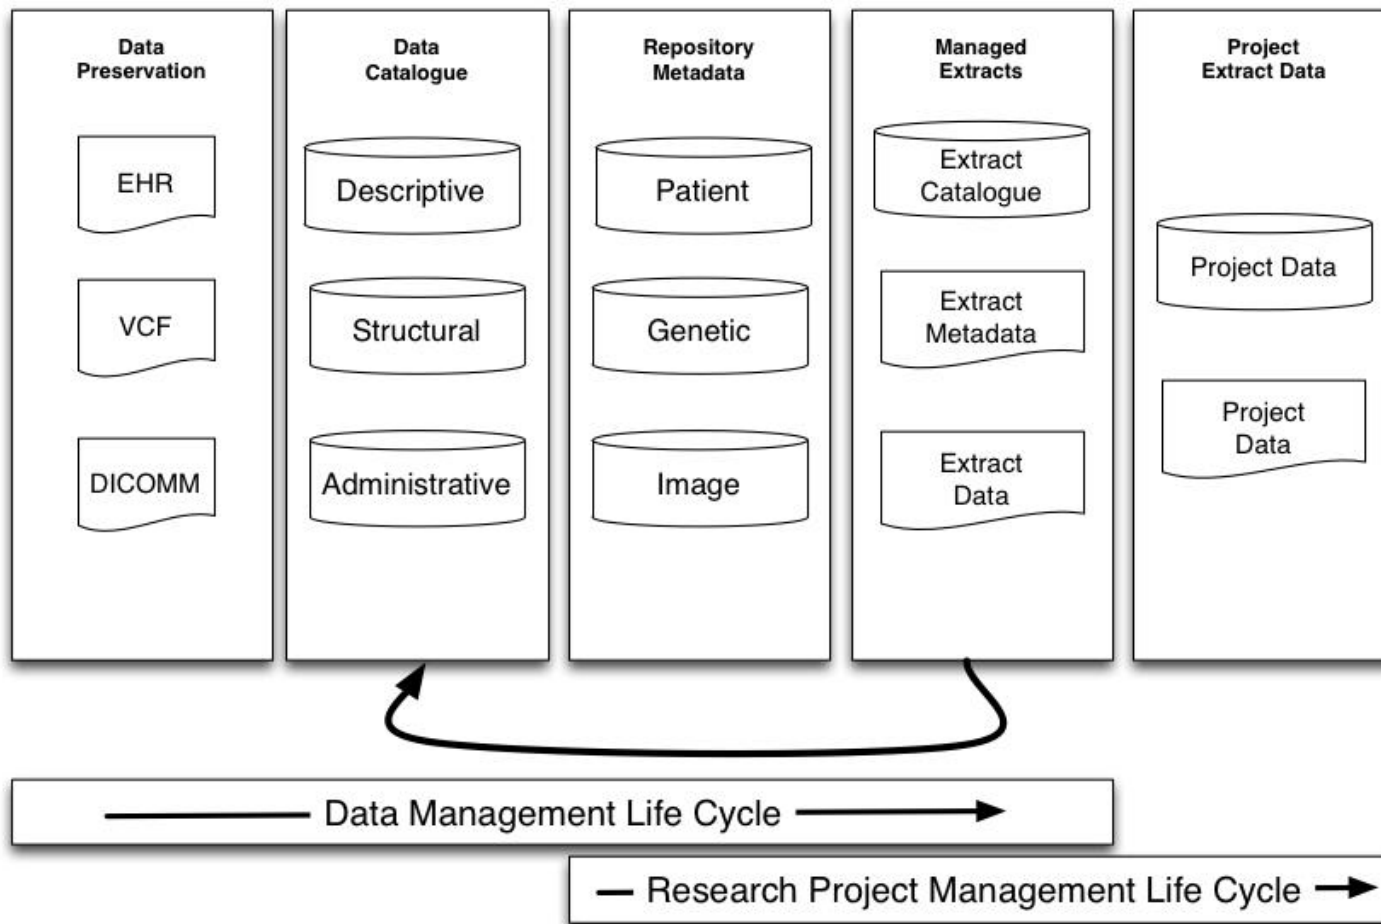 Data
Preservation
EHR
VCF
DICOMM
Data
Catalogue
Descriptive
Structural
Administrative
Repository
Metadata
Patient
Genetic
Image
Managed
Extracts
Extract
Catalogue
Extract
Metadata
Extract
Data
Project
Extract Data
Project Data
Project
Data
Data Management Life Cycle
Research Project Management Life Cycle